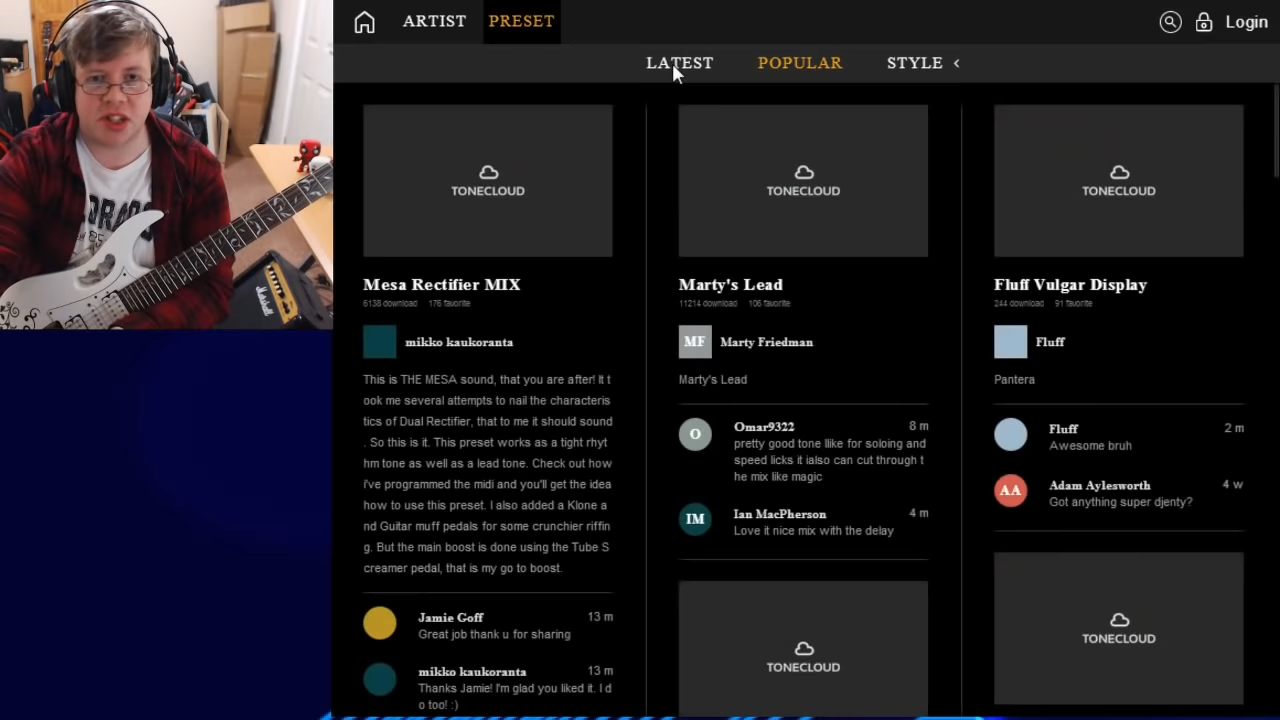 ARTIST PRESET Login
LATEST POPULAR STYLE <
TONECLOUD
Mesa Rectifier MIX
6138 download 176 favorite
mikko kaukoranta
This is THE MESA sound, that you are after! It t
ook me several attempts to nail the characteris
tics of Dual Rectifier, that to me it should sound
. So this is it. This preset works as a tight rhyt
hm tone as well as a lead tone. Check out how
i've programmed the midi and you'll get the idea
how to use this preset. I also added a Klone a
nd Guitar muff pedals for some crunchier riffin
g. But the main boost is done using the Tube S
creamer pedal, that is my go to boost.
Jamie Goff 13 m
Great job thank u for sharing
mikko kaukoranta 13 m
Thanks Jamie! I'm glad you liked it. I d
o too! :)
TONECLOUD
Marty's Lead
11214 download 106 favorite
MF Marty Friedman
Marty's Lead
O Omar9322 8 m
pretty good tone llke for soloing and
speed licks it ialso can cut through t
he mix like magic
IM Ian MacPherson 4 m
Love it nice mix with the delay
TONECLOUD
TONECLOUD
Fluff Vulgar Display
244 download 91 favorite
Fluff
Pantera
Fluff 2 m
Awesome bruh
AA Adam Aylesworth 4 w
Got anything super djenty?
TONECLOUD
Marshall